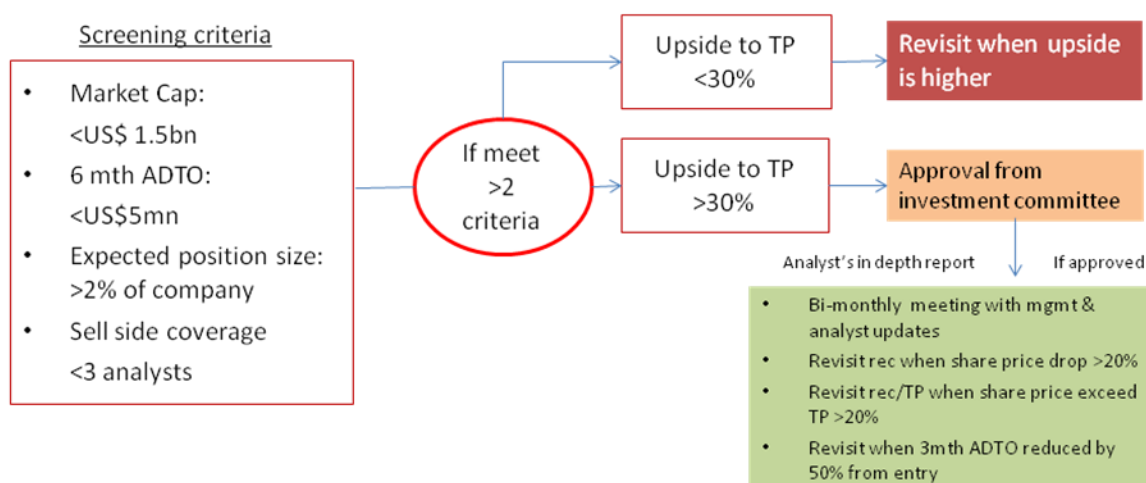 Screening criteria
• Market Cap:
<US$ 1.5bn
• 6 mth ADTO:
<US$5mn
• Expected position size:
>2% of company
• Sell side coverage
<3 analysts
If meet
>2
criteria
Upside to TP
<30%
Revisit when upside
is higher
Upside to TP
>30%
Approval from
investment committee
Analyst's in depth report
If approved
• Bi-monthly meeting with mgmt &
analyst updates
• Revisit rec when share price drop >20%
• Revisit rec/TP when share price exceed
TP >20%
• Revisit when 3mth ADTO reduced by
50% from entry